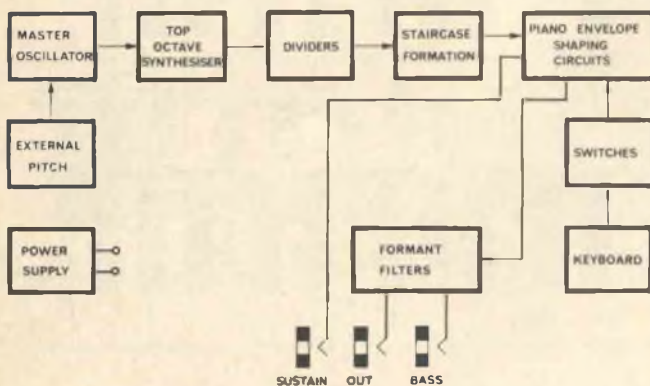 MASTER
OSCILLATOR
TOP
OCTAVE
SYNTHESISER
DIVIDERS
STAIRCASE
FORMATION
PIANO ENVELOPE
SHAPING
CIRCUITS
EXTERNAL
PITCH
SWITCHES
POWER
SUPPLY
FORMANT
FILTERS
KEYBOARD
SUSTAIN OUT BASS